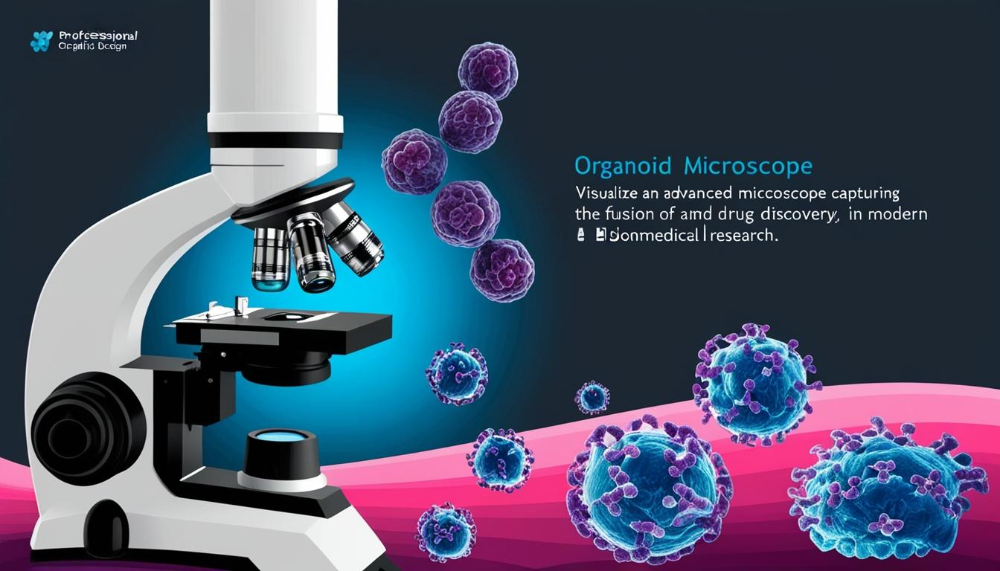 Professional
Organoid Microscope
Visualize an advanced miccoscope capturing
the fusion of amd drug discovery, in modern
research.